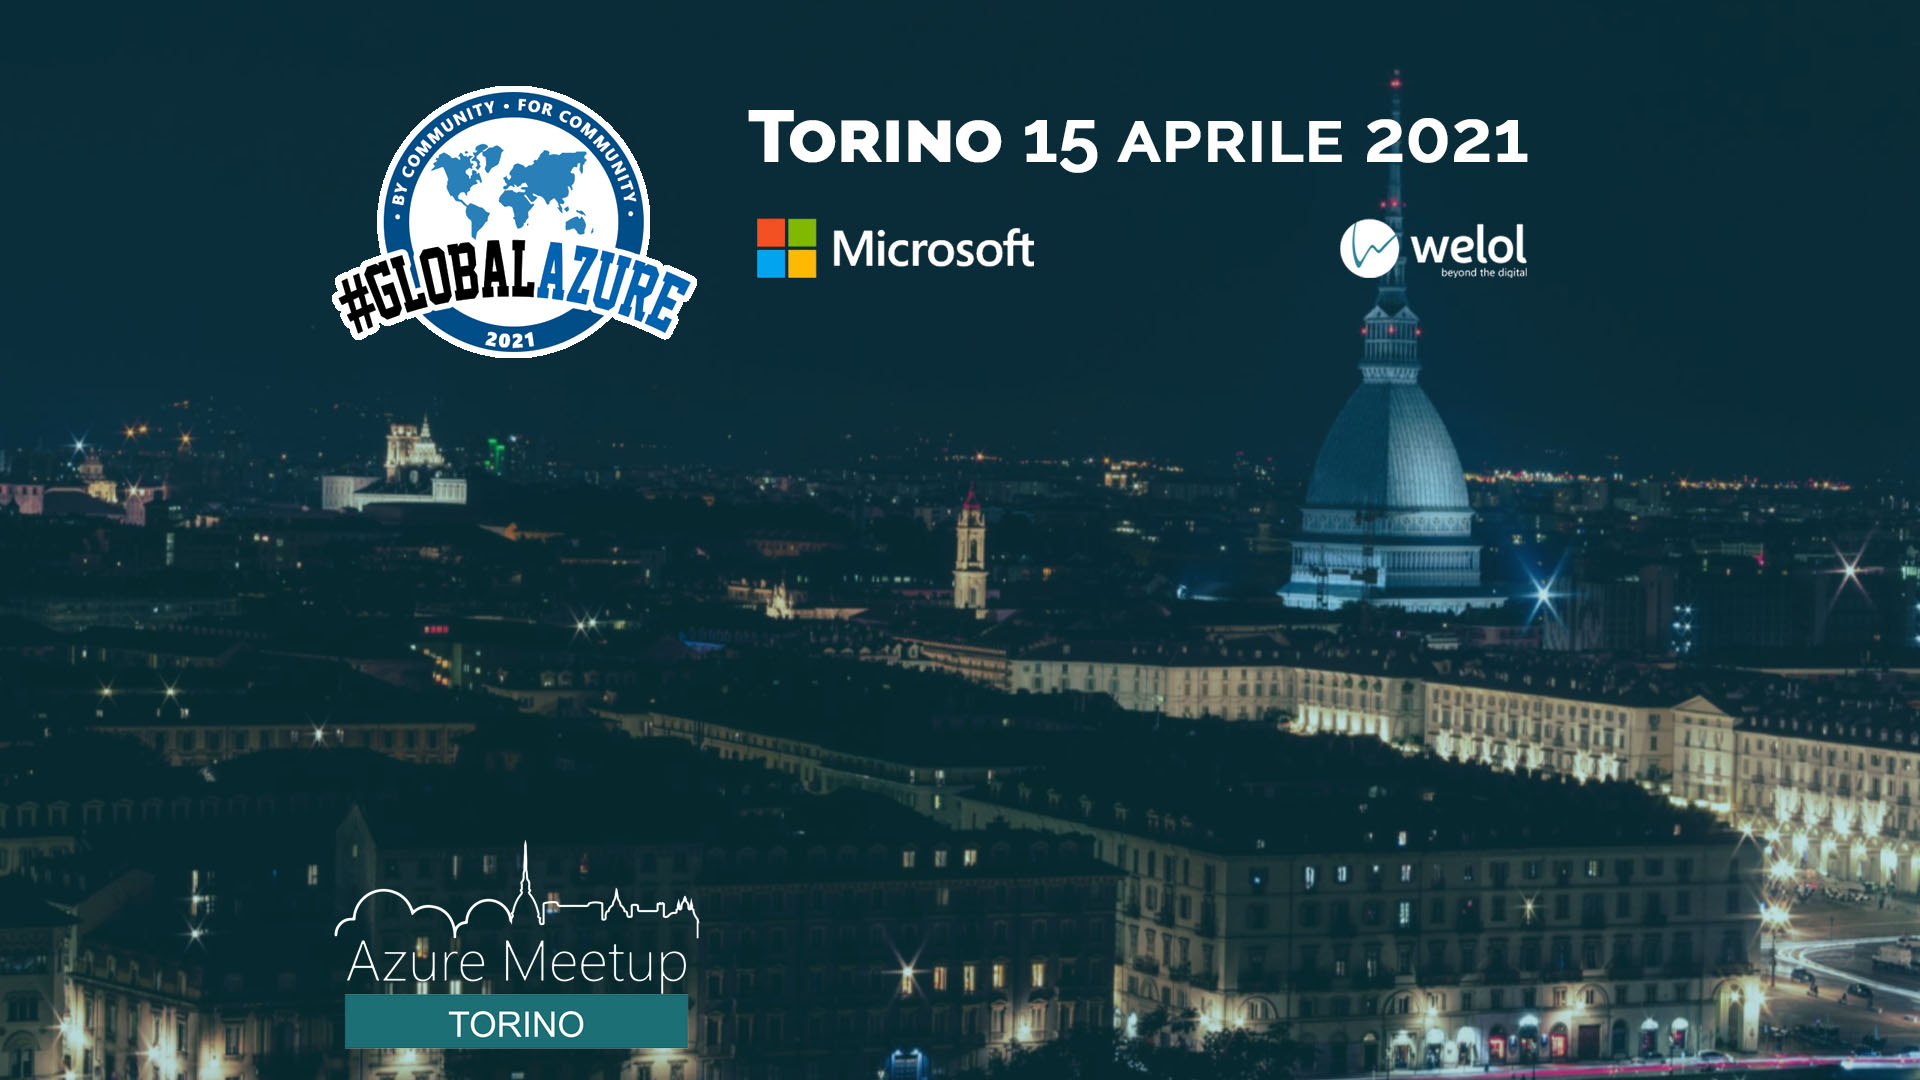 • BY COMMUNITY • FOR COMMUNITY •
#GLOBALAZURE
2021
TORINO 15 APRILE 2021
Microsoft
welol
beyond the digital
Azure Meetup
TORINO